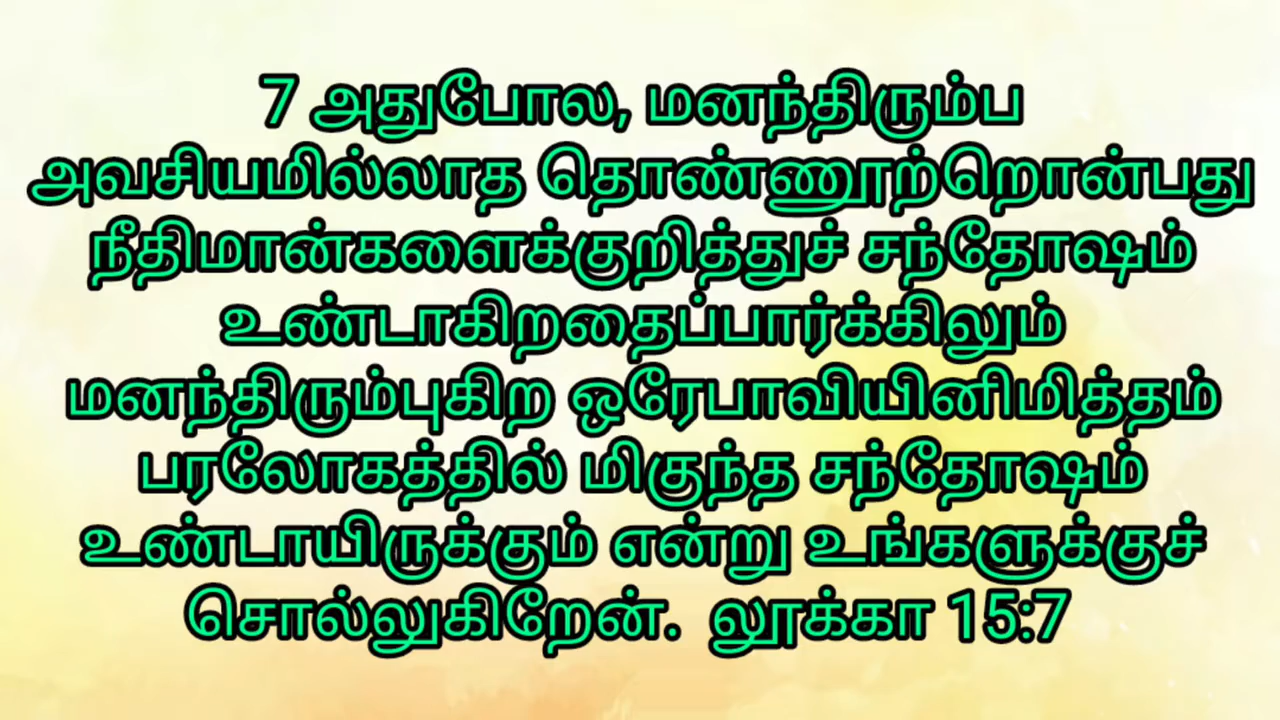 7 அதுபோல, மனந்திரும்ப
அவசியமில்லாத தொண்ணூற்றொன்பது
நீதிமான்களைக்குறித்துச் சந்தோஷம்
உண்டாகிறதைப்பார்க்கிலும்
மனந்திரும்புகிற ஒரேபாவியினிமித்தம்
பரலோகத்தில் மிகுந்த சந்தோஷம்
உண்டாயிருக்கும் என்று உங்களுக்குச்
சொல்லுகிறேன். லூக்கா 15:7